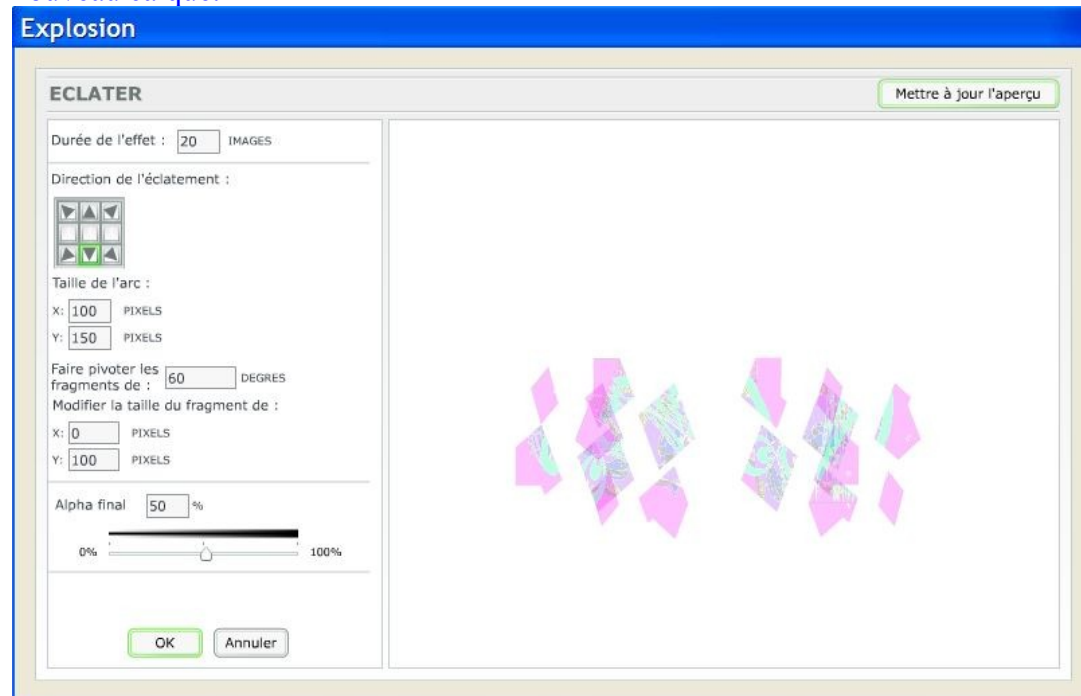 Explosion
ECLATER
Mettre à jour l'aperçu
Durée de l'effet : 20 IMAGES
Direction de l'éclatement :
Taille de l'arc :
X: 100 PIXELS
Y: 150 PIXELS
Faire pivoter les
fragments de : 60 DEGRES
Modifier la taille du fragment de :
X: 0 PIXELS
Y: 100 PIXELS
Alpha final 50 %
0% 100%
OK Annuler